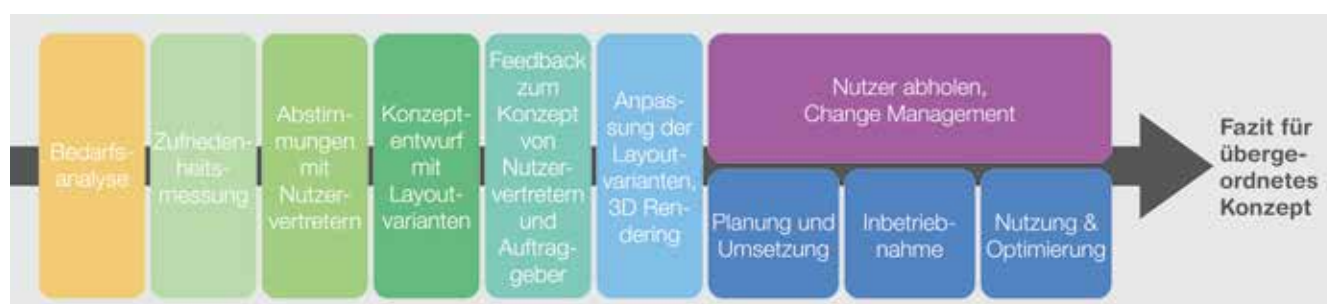 Bedarfs-
analyse
Zufrieden-
heits-
messung
Abstim-
mungen
mit
Nutzer-
vertretern
Konzept-
entwurf
mit
Layout-
varianten
Feedback
zum
Konzept
von
Nutzer-
vertretern
und
Auftrag-
geber
Anpas-
sung der
Layout-
varianten,
3D Ren-
dering
Nutzer abholen,
Change Management
Planung und
Umsetzung
Inbetrieb-
nahme
Nutzung &
Optimierung
Fazit für
überge-
ordnetes
Konzept